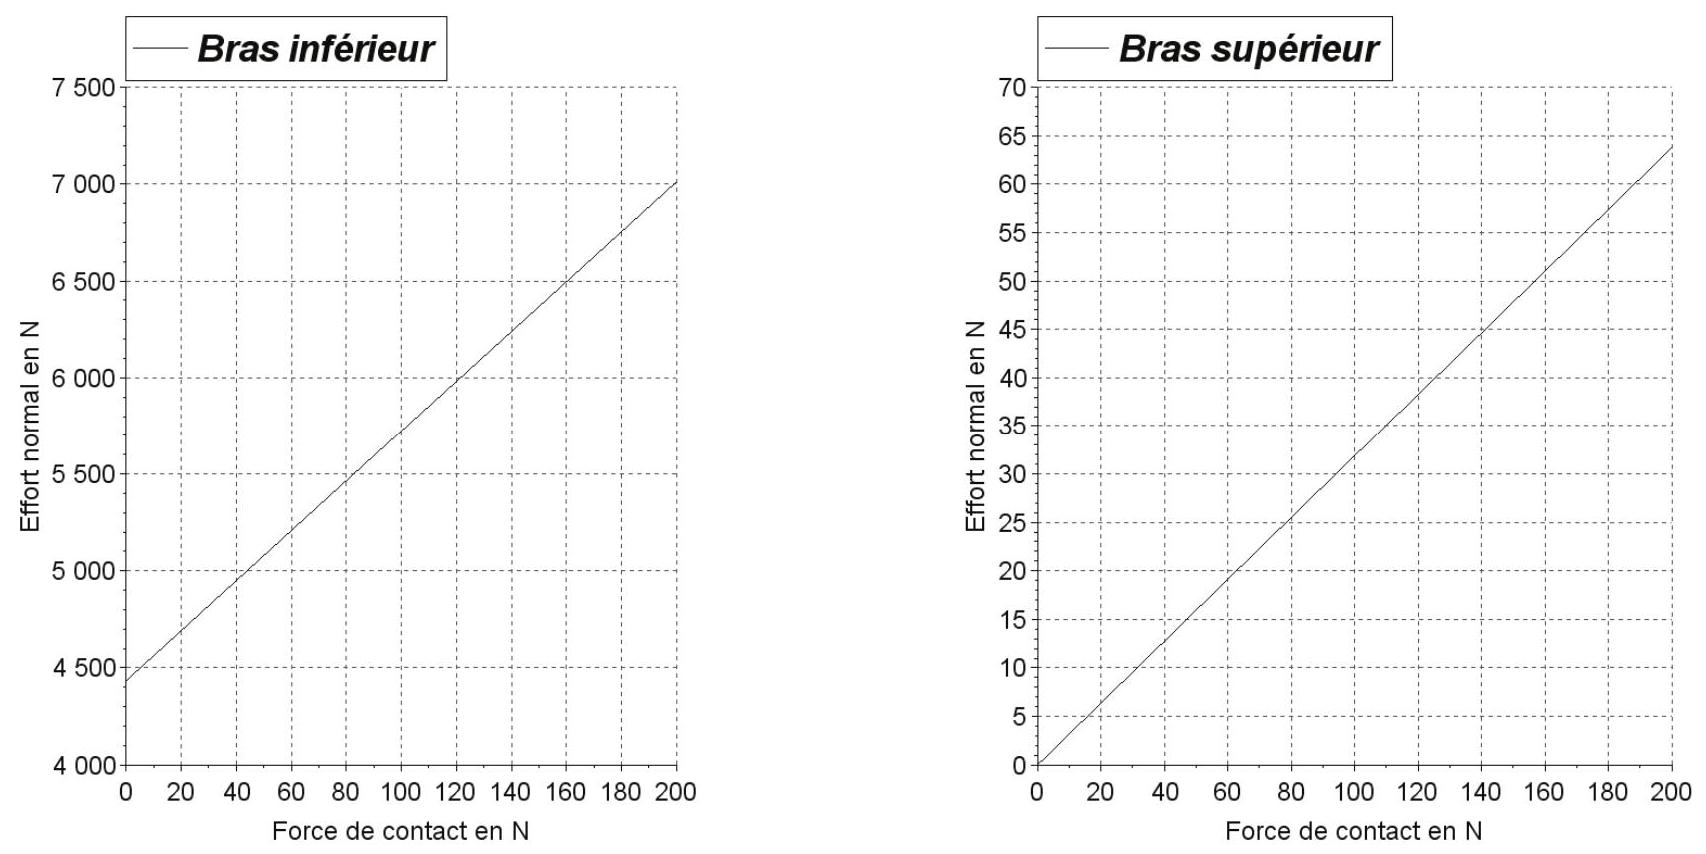 Bras inférieur
7 500
7 000
6 500
6 000
5 500
5 000
4 500
4 000
Effort normal en N
0 20 40 60 80 100 120 140 160 180 200
Force de contact en N
Bras supérieur
70
65
60
55
50
45
40
35
30
25
20
15
10
5
0
Effort normal en N
0 20 40 60 80 100 120 140 160 180 200
Force de contact en N